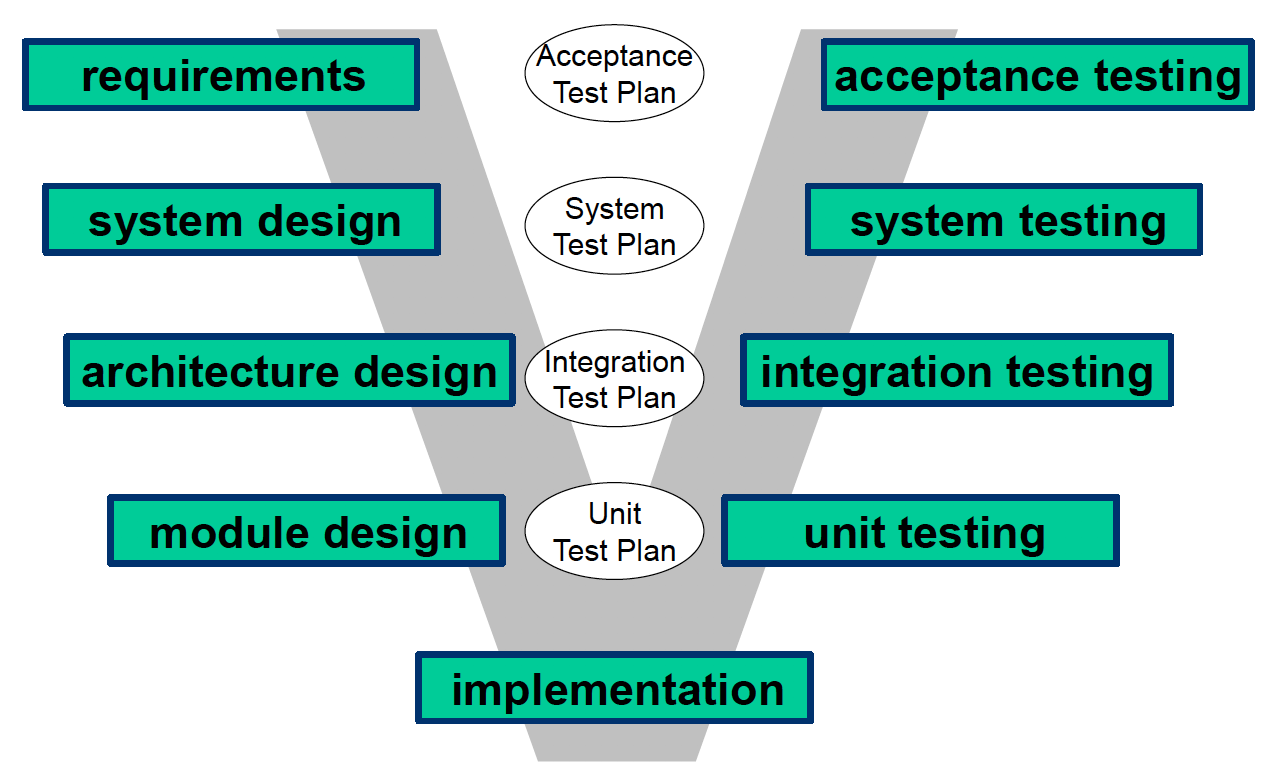 requirements
Acceptance
Test Plan
acceptance testing
system design
System
Test Plan
system testing
architecture design
Integration
Test Plan
integration testing
module design
Unit
Test Plan
unit testing
implementation